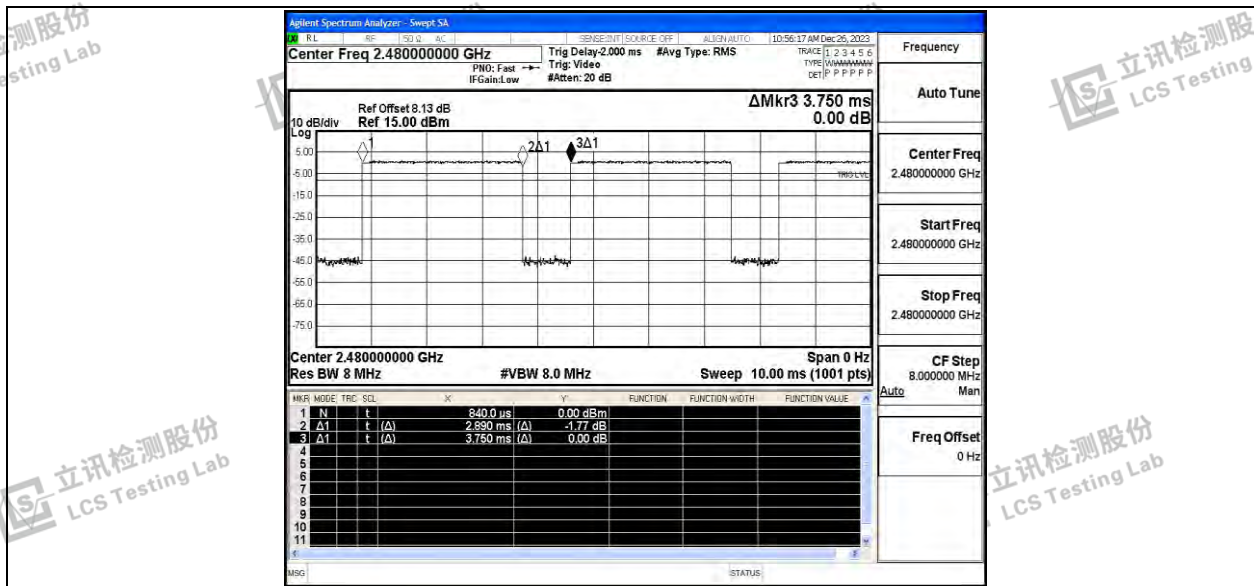 Agilent Spectrum Analyzer - Swept SA
RL RF 50 Ω AC SENSE:INT SOURCE OFF ALIGN AUTO 10:56:17 AM Dec 26, 2023
Center Freq 2.480000000 GHz
Trig Delay-2.000 ms #Avg Type: RMS
TRACE 1 2 3 4 5 6
PNO: Fast
Trig: Video
TYPE
IFGain:Low
#Atten: 20 dB
DET P P P P P P
ΔMkr3 3.750 ms
0.00 dB
Ref Offset 8.13 dB
10 dB/div Ref 15.00 dBm
Log
1
2Δ1
3Δ1
5.00
-5.00
TRIG LVL
-15.0
-25.0
-35.0
-45.0
-55.0
-65.0
-75.0
Center 2.480000000 GHz Span 0 Hz
Res BW 8 MHz #VBW 8.0 MHz Sweep 10.00 ms (1001 pts)
MKR MODE TRC SCL X Y FUNCTION FUNCTION WIDTH FUNCTION VALUE
1 N t 840.0 µs 0.00 dBm
2 Δ1 t (Δ) 2.890 ms (Δ) -1.77 dB
3 Δ1 t (Δ) 3.750 ms (Δ) 0.00 dB
4
5
6
7
8
9
10
11
MSG STATUS
Frequency
Auto Tune
Center Freq
2.480000000 GHz
Start Freq
2.480000000 GHz
Stop Freq
2.480000000 GHz
CF Step
8.000000 MHz
Auto Man
Freq Offset
0 Hz
检测股份
esting Lab
立讯检测股
LCS Testing
立讯检测股份
LCS Testing Lab
立讯检测股份
LCS Testing Lab